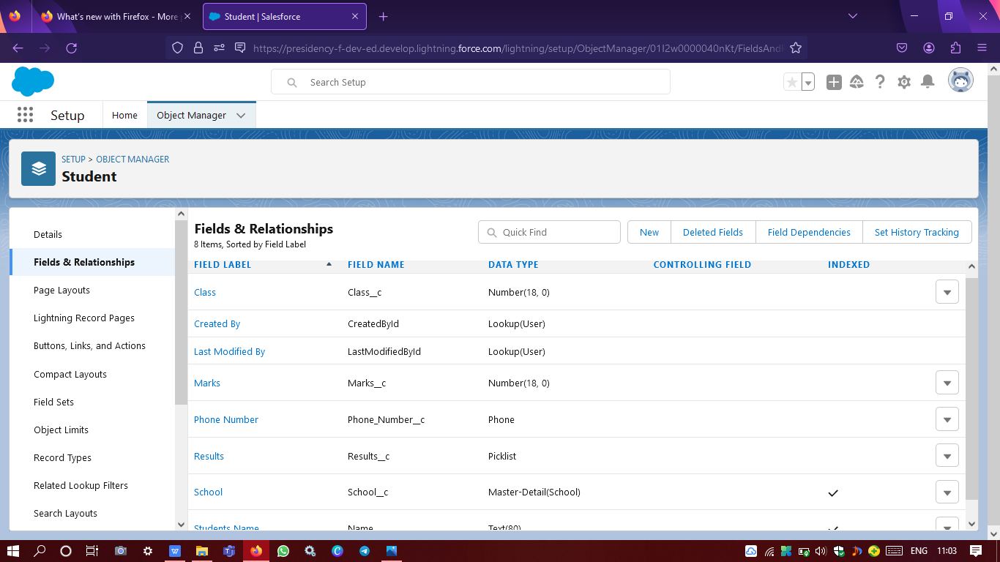 What's new with Firefox - More
Student | Salesforce
https://presidency-f-dev-ed.develop.lightning.force.com/lightning/setup/ObjectManager/01I2w0000040nKt/FieldsAnd
Search Setup
Setup
Home
Object Manager
SETUP > OBJECT MANAGER
Student
Details
Fields & Relationships
Page Layouts
Lightning Record Pages
Buttons, Links, and Actions
Compact Layouts
Field Sets
Object Limits
Record Types
Related Lookup Filters
Search Layouts
Fields & Relationships
8 Items, Sorted by Field Label
Quick Find
New
Deleted Fields
Field Dependencies
Set History Tracking
FIELD LABEL FIELD NAME DATA TYPE CONTROLLING FIELD INDEXED
Class Class__c Number(18, 0)
Created By CreatedById Lookup(User)
Last Modified By LastModifiedById Lookup(User)
Marks Marks__c Number(18, 0)
Phone Number Phone_Number__c Phone
Results Results__c Picklist
School School__c Master-Detail(School)
Students Name Name Text(80)
ENG 11:03